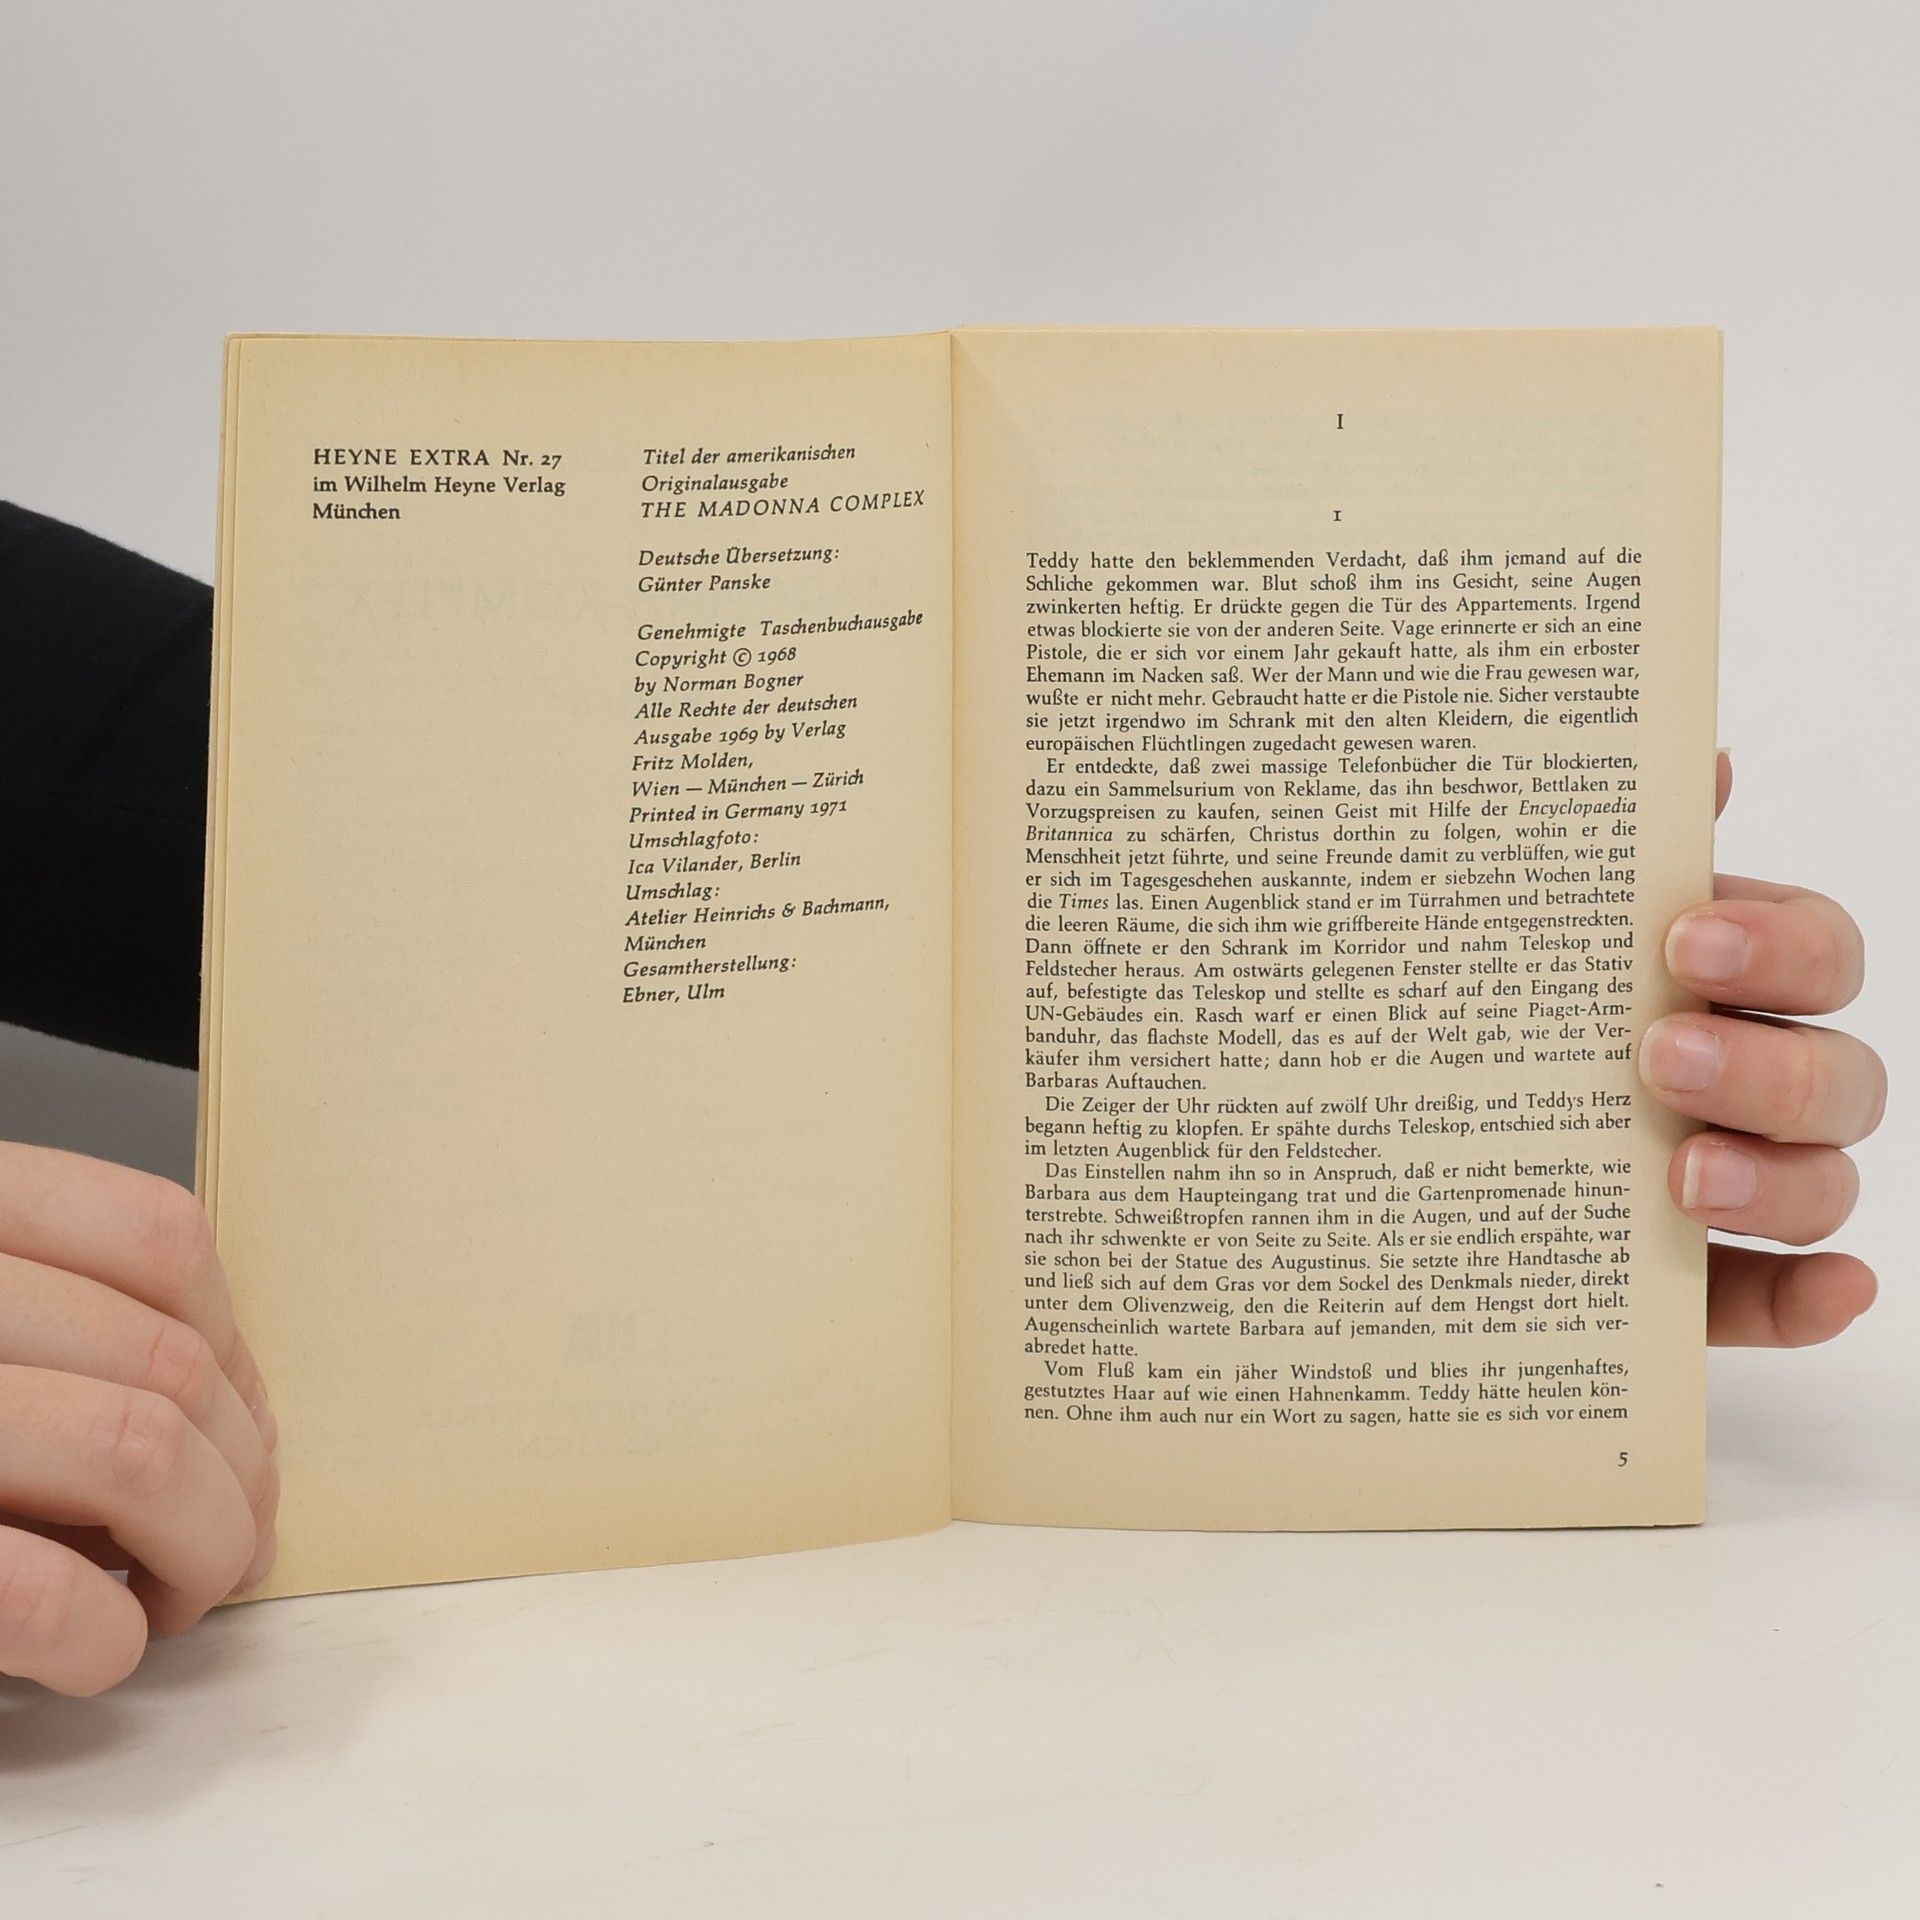 HEYNE EXTRA Nr. 27
im Wilhelm Heyne Verlag
München
Titel der amerikanischen
Originalausgabe
THE MADONNA COMPLEX
Deutsche Übersetzung:
Günter Panske
Genehmigte Taschenbuchausgabe
Copyright © 1968
by Norman Bogner
Alle Rechte der deutschen
Ausgabe 1969 by Verlag
Fritz Molden,
Wien — München — Zürich
Printed in Germany 1971
Umschlagfoto:
Ica Vilander, Berlin
Umschlag:
Atelier Heinrichs & Bachmann,
München
Gesamtherstellung:
Ebner, Ulm
I
1
Teddy hatte den beklemmenden Verdacht, daß ihm jemand auf die
Schliche gekommen war. Blut schoß ihm ins Gesicht, seine Augen
zwinkerten heftig. Er drückte gegen die Tür des Appartements. Irgend
etwas blockierte sie von der anderen Seite. Vage erinnerte er sich an eine
Pistole, die er sich vor einem Jahr gekauft hatte, als ihm ein erboster
Ehemann im Nacken saß. Wer der Mann und wie die Frau gewesen war,
wußte er nicht mehr. Gebraucht hatte er die Pistole nie. Sicher verstaubte
sie jetzt irgendwo im Schrank mit den alten Kleidern, die eigentlich
europäischen Flüchtlingen zugedacht gewesen waren.
Er entdeckte, daß zwei massige Telefonbücher die Tür blockierten,
dazu ein Sammelsurium von Reklame, das ihn beschwor, Bettlaken zu
Vorzugspreisen zu kaufen, seinen Geist mit Hilfe der Encyclopaedia
Britannica zu schärfen, Christus dorthin zu folgen, wohin er die
Menschheit jetzt führte, und seine Freunde damit zu verblüffen, wie gut
er sich im Tagesgeschehen auskannte, indem er siebzehn Wochen lang
die Times las. Einen Augenblick stand er im Türrahmen und betrachtete
die leeren Räume, die sich ihm wie griffbereite Hände entgegenstreckten.
Dann öffnete er den Schrank im Korridor und nahm Teleskop und
Feldstecher heraus. Am ostwärts gelegenen Fenster stellte er das Stativ
auf, befestigte das Teleskop und stellte es scharf auf den Eingang des
UN-Gebäudes ein. Rasch warf er einen Blick auf seine Piaget-Arm-
banduhr, das flachste Modell, das es auf der Welt gab, wie der Ver-
käufer ihm versichert hatte; dann hob er die Augen und wartete auf
Barbaras Auftauchen.
Die Zeiger der Uhr rückten auf zwölf Uhr dreißig, und Teddys Herz
begann heftig zu klopfen. Er spähte durchs Teleskop, entschied sich aber
im letzten Augenblick für den Feldstecher.
Das Einstellen nahm ihn so in Anspruch, daß er nicht bemerkte, wie
Barbara aus dem Haupteingang trat und die Gartenpromenade hinun-
terstrebte. Schweißtropfen rannen ihm in die Augen, und auf der Suche
nach ihr schwenkte er von Seite zu Seite. Als er sie endlich erspähte, war
sie schon bei der Statue des Augustinus. Sie setzte ihre Handtasche ab
und ließ sich auf dem Gras vor dem Sockel des Denkmals nieder, direkt
unter dem Olivenzweig, den die Reiterin auf dem Hengst dort hielt.
Augenscheinlich wartete Barbara auf jemanden, mit dem sie sich ver-
abredet hatte.
Vom Fluß kam ein jäher Windstoß und blies ihr jungenhaftes,
gestutztes Haar auf wie einen Hahnenkamm. Teddy hätte heulen kön-
nen. Ohne ihm auch nur ein Wort zu sagen, hatte sie es sich vor einem
5